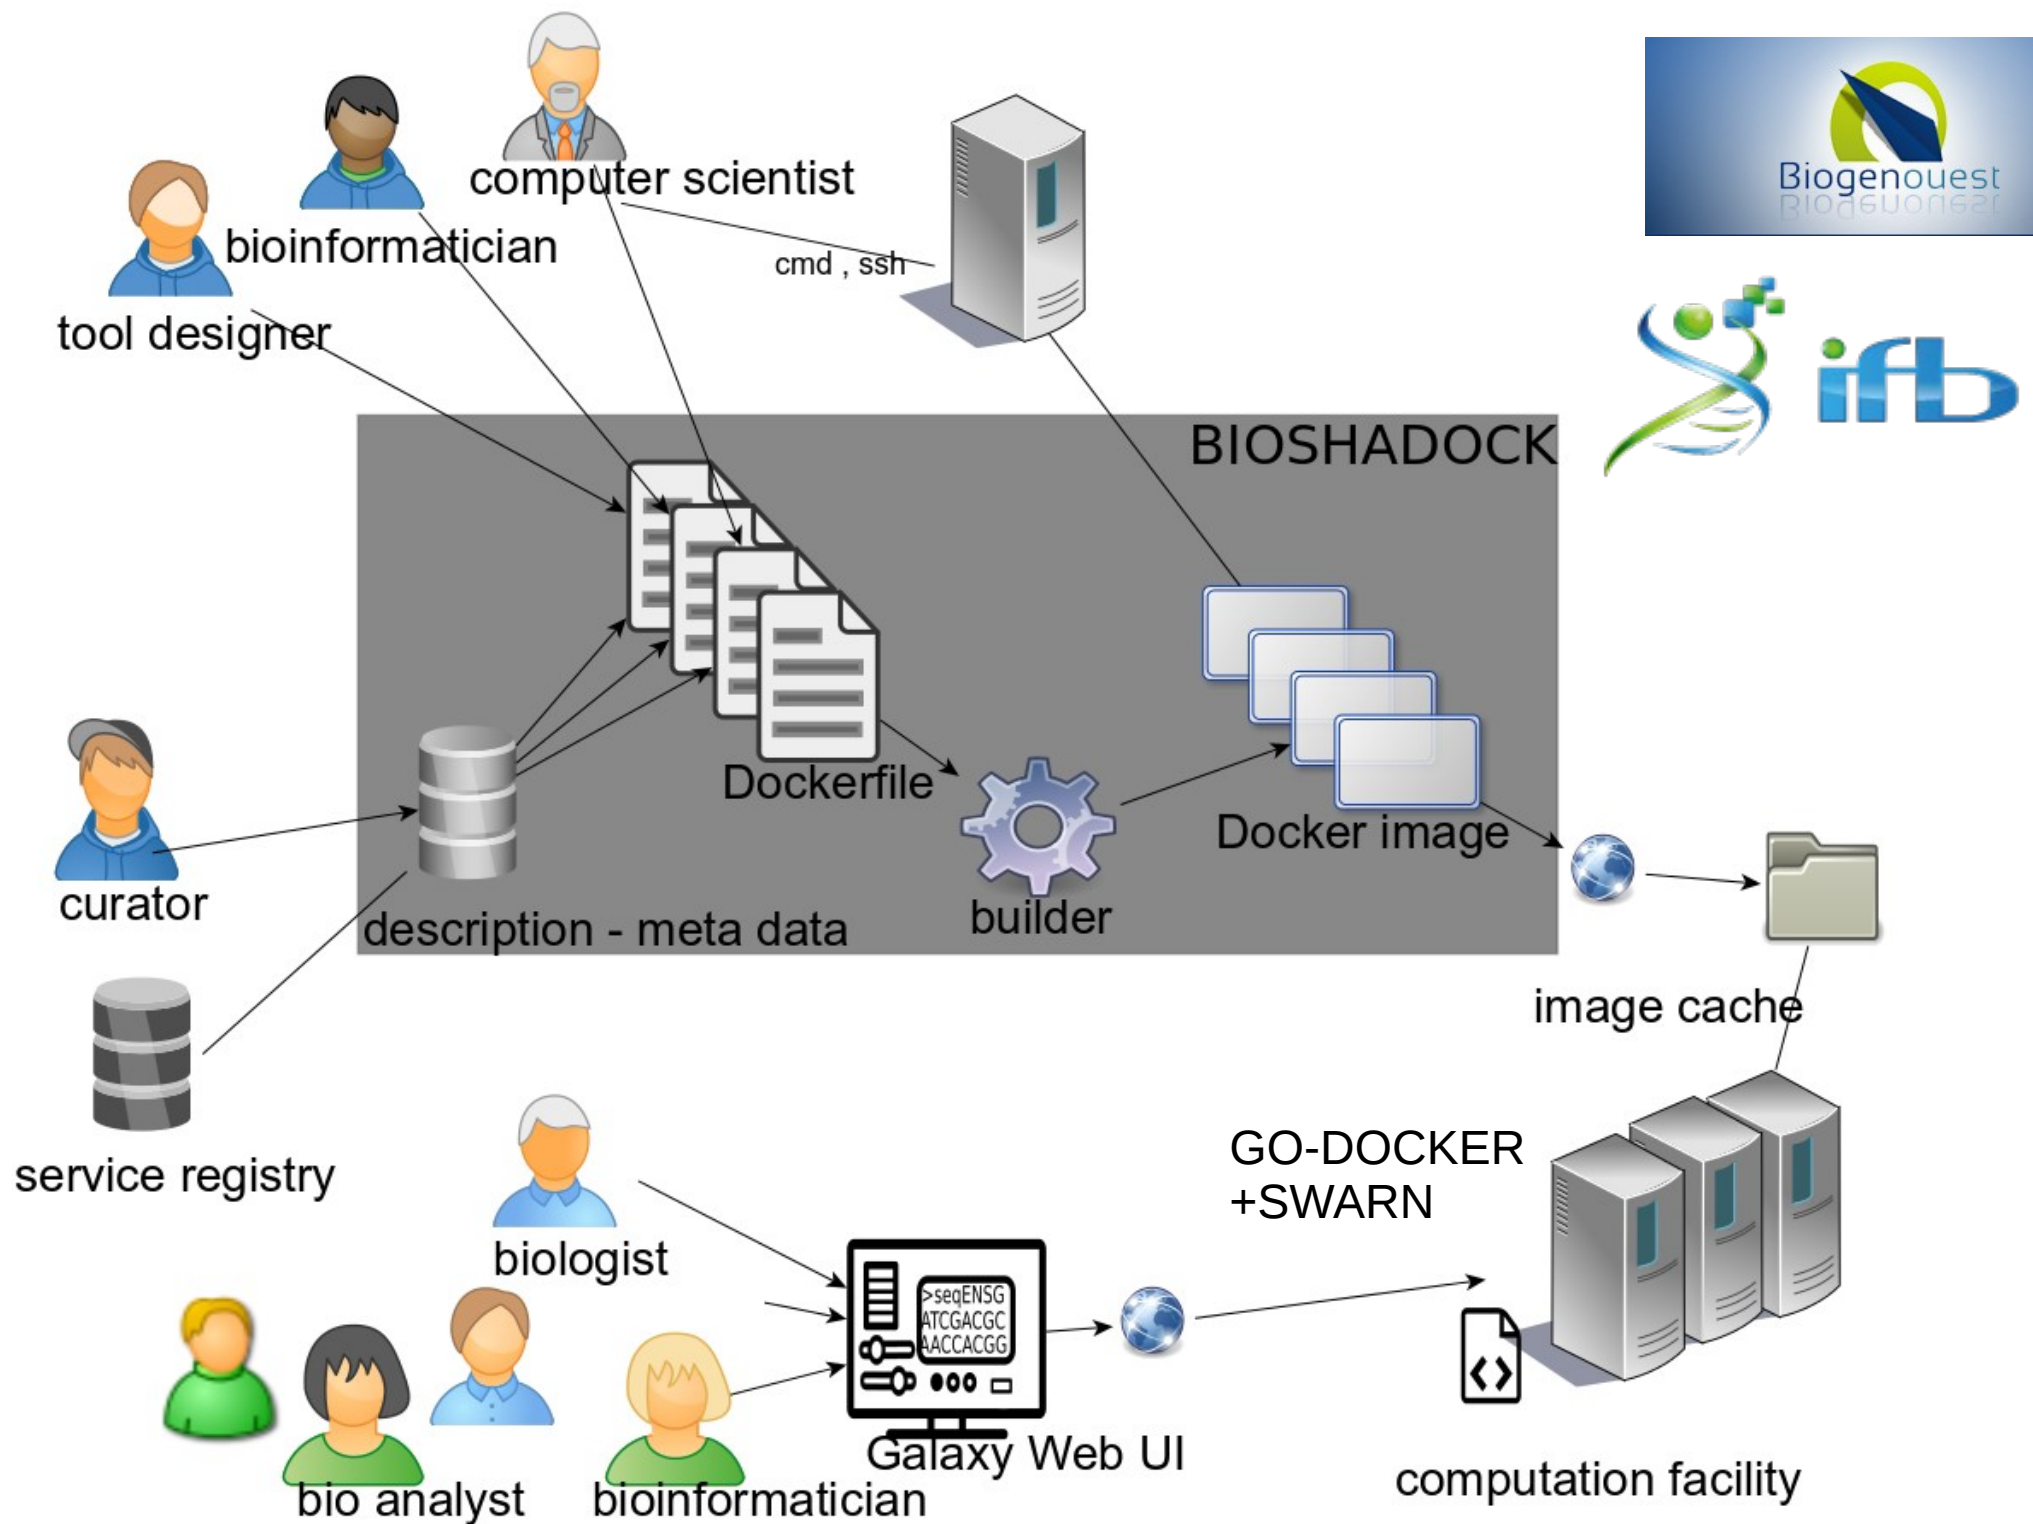 computer scientist
bioinformatician
cmd , ssh
tool designer
Biogenouest
ifb
BIOSHADOCK
Dockerfile
Docker image
curator
description - meta data
builder
image cache
service registry
GO-DOCKER
+SWARN
biologist
>seqENSG
ATCGACGC
AACCACGG
Galaxy Web UI
computation facility
bio analyst
bioinformatician